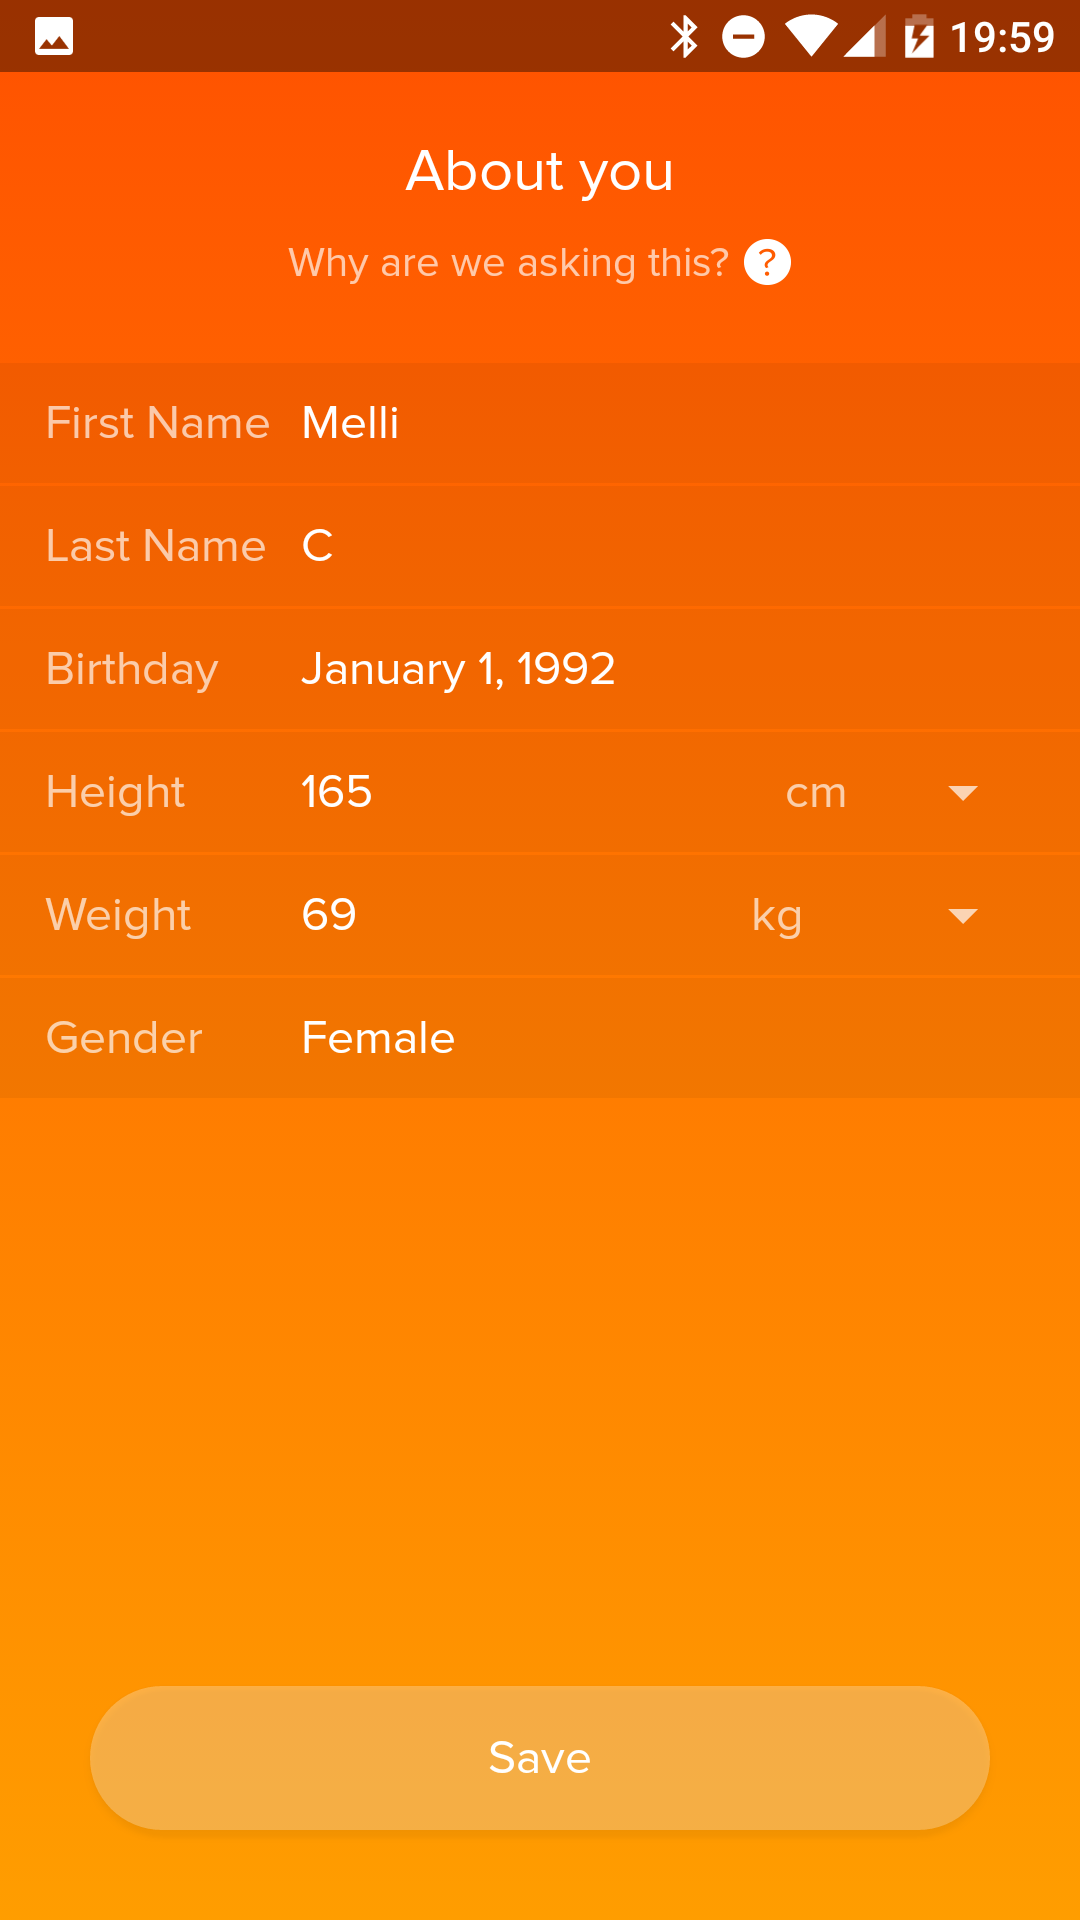 19:59
About you
Why are we asking this? ?
First Name Melli
Last Name C
Birthday January 1, 1992
Height 165 cm
Weight 69 kg
Gender Female
Save